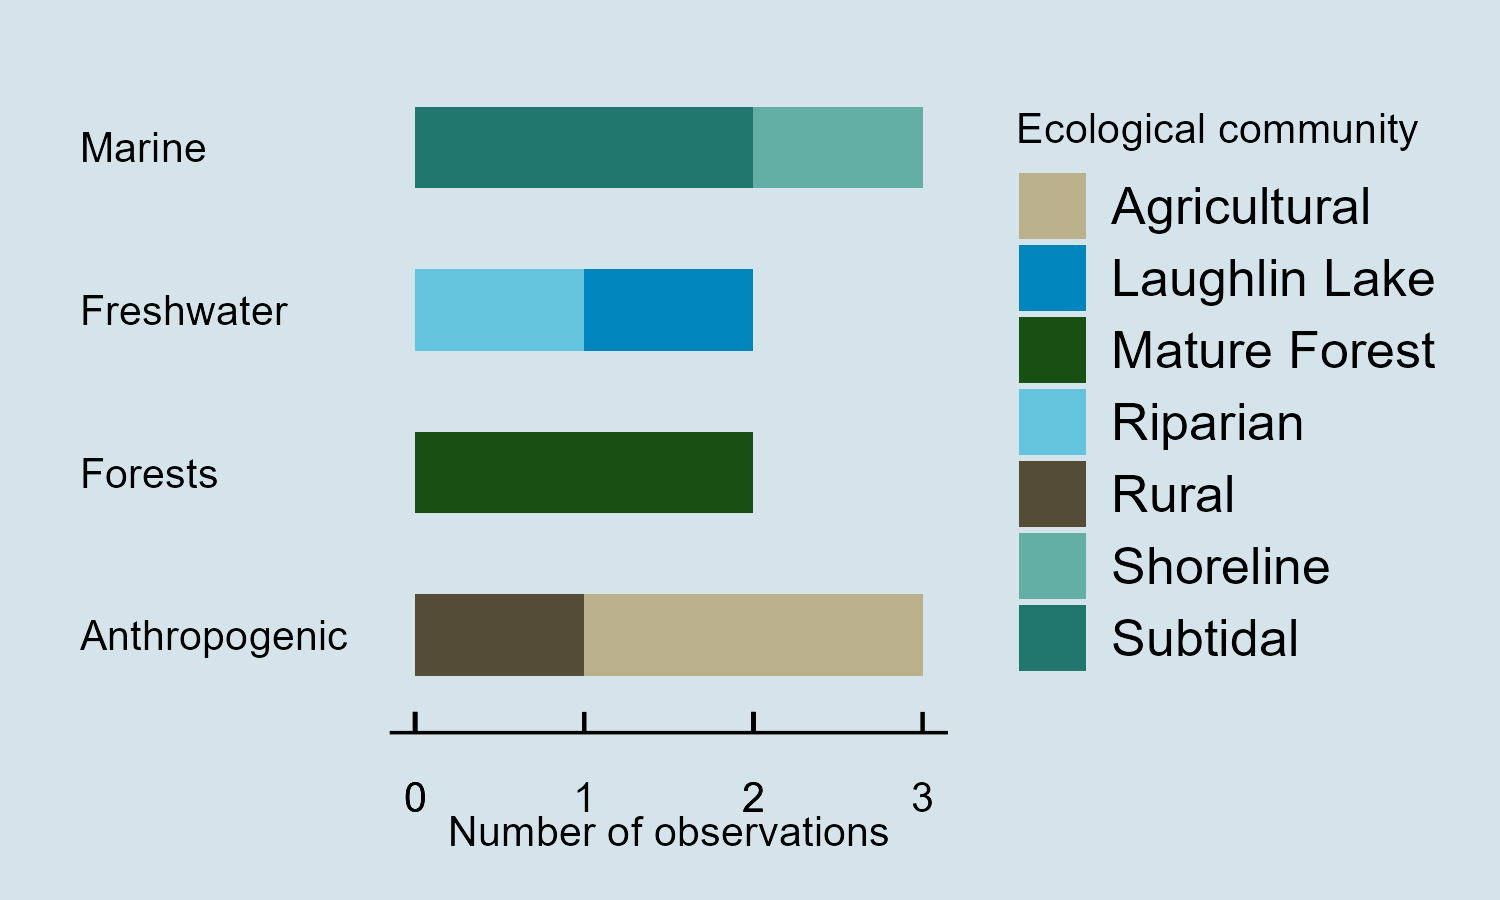 Marine
Freshwater
Forests
Anthropogenic
0 1 2 3
Number of observations
Ecological community
Agricultural
Laughlin Lake
Mature Forest
Riparian
Rural
Shoreline
Subtidal